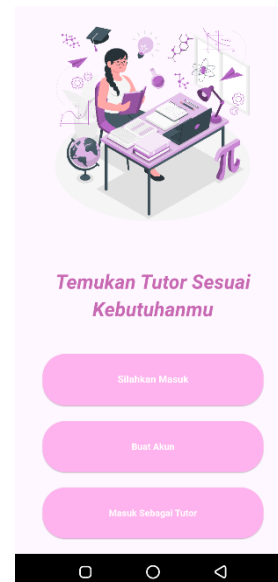 Temukan Tutor Sesuai
Kebutuhanmu
Silahkan Masuk
Buat Akun
Masuk Sebagai Tutor